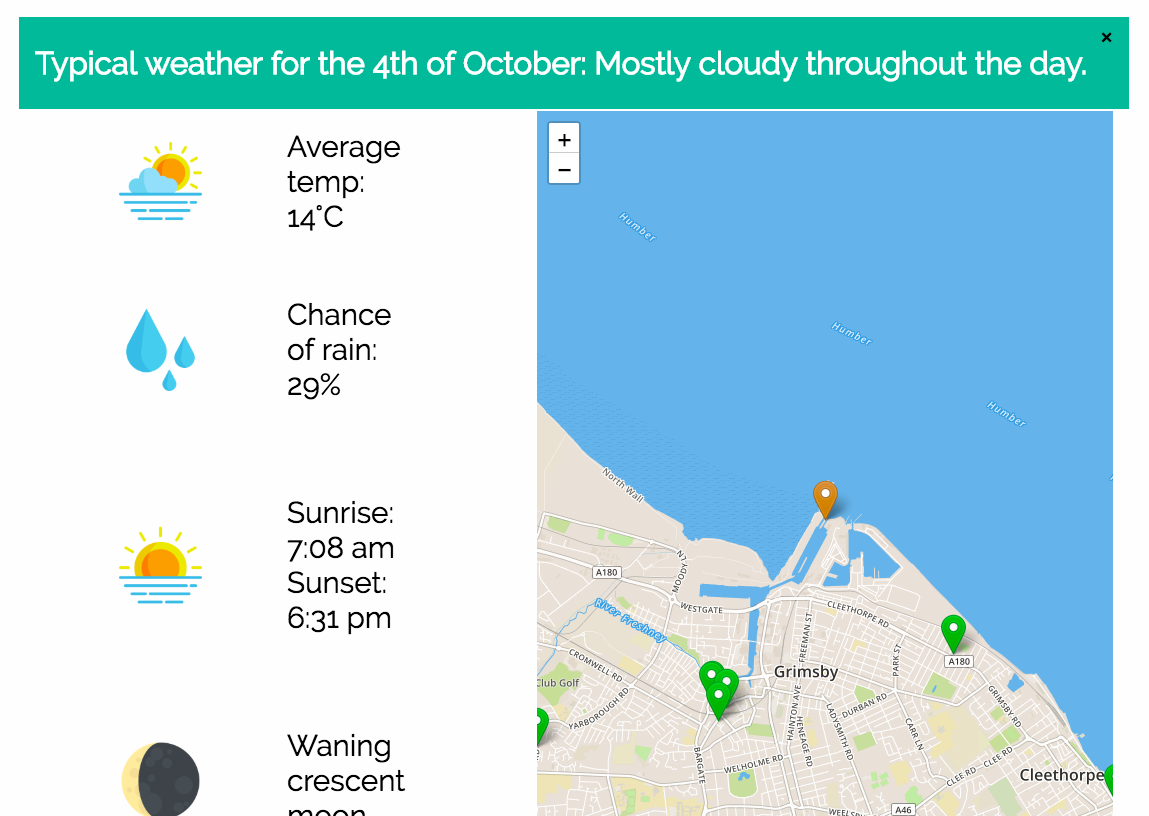 ×
Typical weather for the 4th of October: Mostly cloudy throughout the day.
Average
temp:
14°C
Chance
of rain:
29%
Sunrise:
7:08 am
Sunset:
6:31 pm
Waning
crescent
moon
+
−
Humber
Humber
Humber
North Wall
A180
MOODY LN
WESTGATE
River Freshney
CLEETHORPE RD
FREEMAN ST
PARK ST
A180
CROMWELL RD
Club Golf
YARBOROUGH RD
Grimsby
HAINTON AVE
HENEAGE RD
LADYSMITH RD
DURBAN RD
CARR LN
GRIMSBY RD
BARGATE
WELHOLME RD
CLEE RD
CLEE RD
Cleethorpe
A46
WEELSB